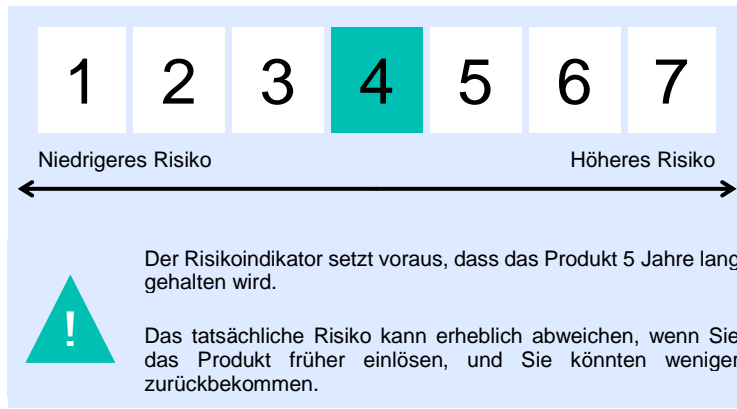 1 2 3 4 5 6 7
Niedrigeres Risiko Höheres Risiko
Der Risikoindikator setzt voraus, dass das Produkt 5 Jahre lang
gehalten wird.
!
Das tatsächliche Risiko kann erheblich abweichen, wenn Sie
das Produkt früher einlösen, und Sie könnten weniger
zurückbekommen.